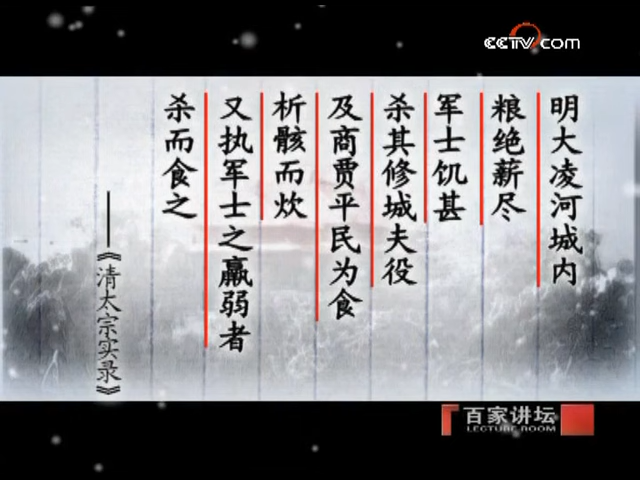 CCTV.com
明大凌河城内
粮绝薪尽
军士饥甚
杀其修城夫役
及商贾平民为食
析骸而炊
又执军士之羸弱者
杀而食之
——《清太宗实录》
百家讲坛
LECTURE ROOM